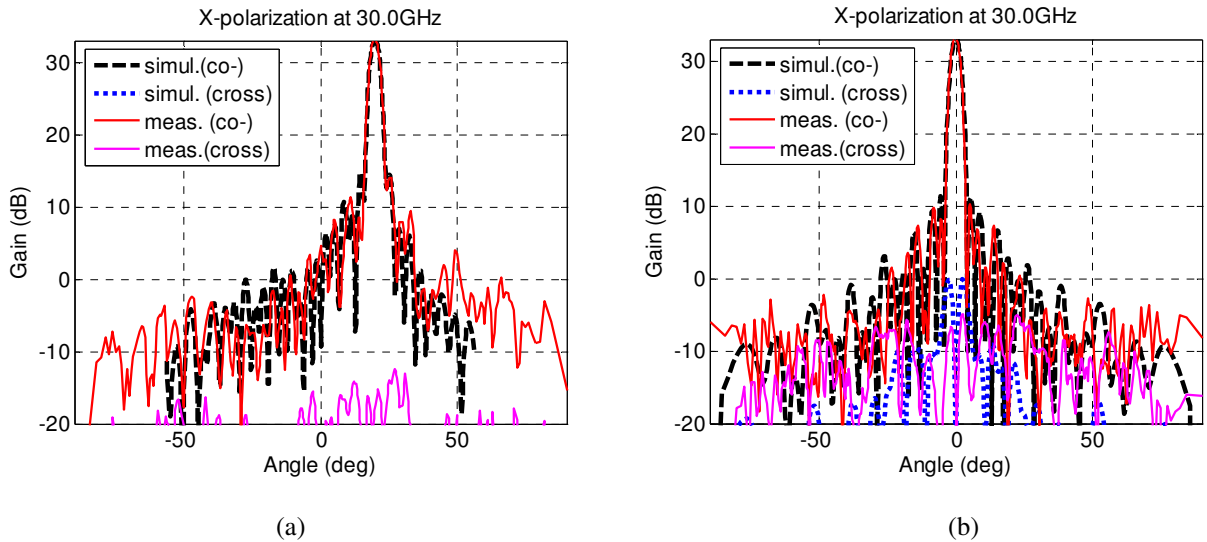 X-polarization at 30.0GHz
simul.(co-)
simul. (cross)
meas. (co-)
meas.(cross)
33
20
10
0
-10
-20
-50
0
50
Gain (dB)
Angle (deg)
(a)
X-polarization at 30.0GHz
simul.(co-)
simul. (cross)
meas. (co-)
meas.(cross)
33
20
10
0
-10
-20
-50
0
50
Gain (dB)
Angle (deg)
(b)